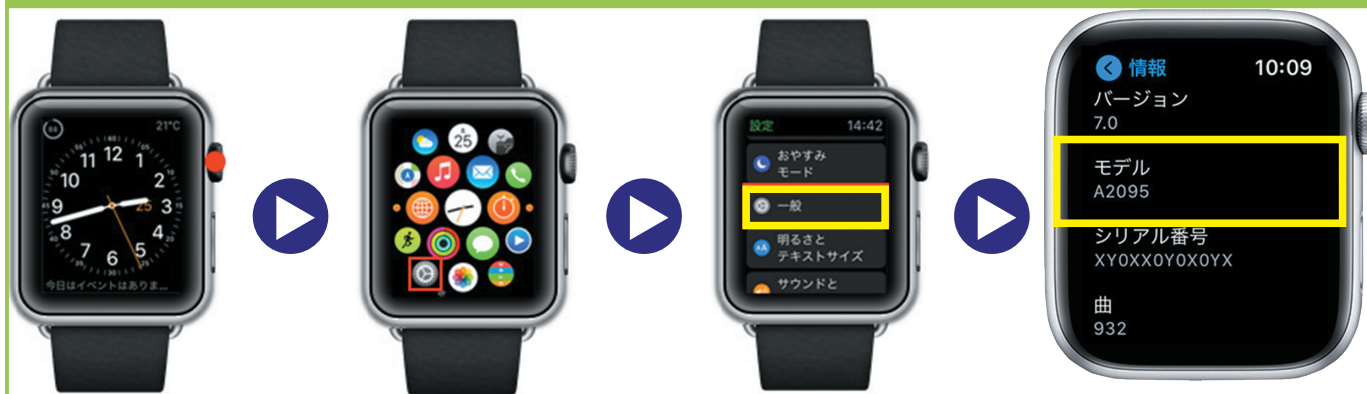 21°C
11 12 1
10 2
9 25 3
8 4
7 6 5
今日はイベントはありま...
25
設定 14:42
おやすみ
モード
一般
明るさと
テキストサイズ
サウンドと
情報 10:09
バージョン
7.0
モデル
A2095
シリアル番号
XY0XX0Y0X0YX
曲
932